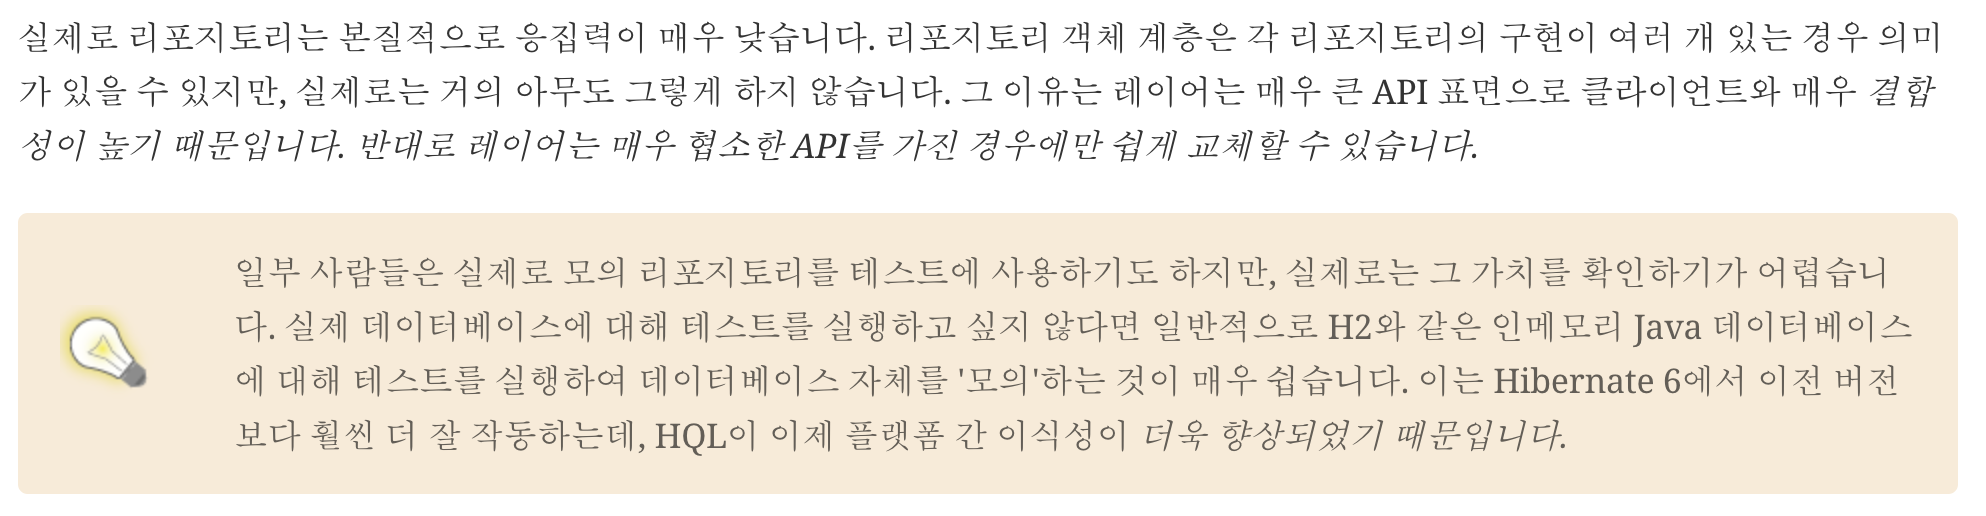 실제로 리포지토리는 본질적으로 응집력이 매우 낮습니다. 리포지토리 객체 계층은 각 리포지토리의 구현이 여러 개 있는 경우 의미
가 있을 수 있지만, 실제로는 거의 아무도 그렇게 하지 않습니다. 그 이유는 레이어는 매우 큰 API 표면으로 클라이언트와 매우 결합
성이 높기 때문입니다. 반대로 레이어는 매우 협소한 API를 가진 경우에만 쉽게 교체할 수 있습니다.
일부 사람들은 실제로 모의 리포지토리를 테스트에 사용하기도 하지만, 실제로는 그 가치를 확인하기가 어렵습니
다. 실제 데이터베이스에 대해 테스트를 실행하고 싶지 않다면 일반적으로 H2와 같은 인메모리 Java 데이터베이스
에 대해 테스트를 실행하여 데이터베이스 자체를 '모의'하는 것이 매우 쉽습니다. 이는 Hibernate 6에서 이전 버전
보다 훨씬 더 잘 작동하는데, HQL이 이제 플랫폼 간 이식성이 더욱 향상되었기 때문입니다.